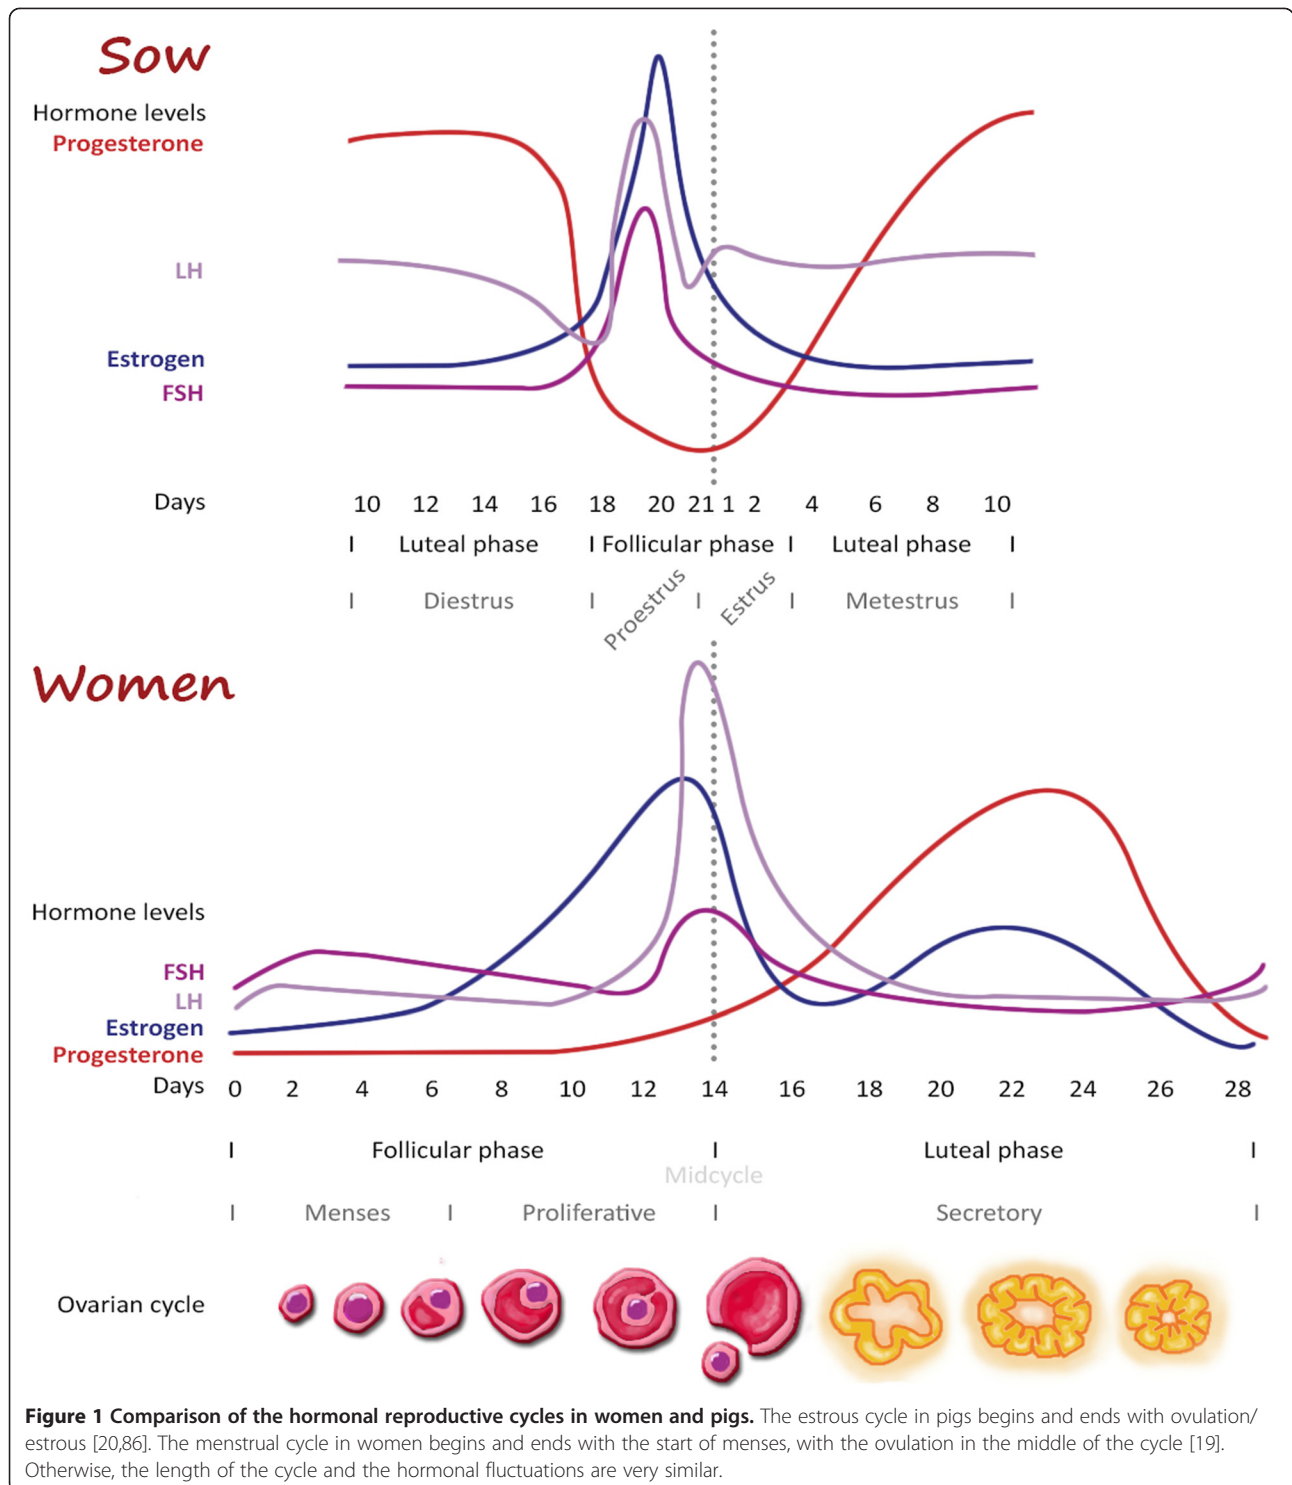 Sow
Hormone levels
Progesterone
LH
Estrogen
FSH
Days 10 12 14 16 18 20 21 1 2 4 6 8 10
I Luteal phase I Follicular phase I Luteal phase I
I Diestrus I Proestrus I Estrus I Metestrus I
Women
Hormone levels
FSH
LH
Estrogen
Progesterone
Days 0 2 4 6 8 10 12 14 16 18 20 22 24 26 28
I Follicular phase I Luteal phase I
Midcycle
I Menses I Proliferative I Secretory I
Ovarian cycle
Figure 1 Comparison of the hormonal reproductive cycles in women and pigs. The estrous cycle in pigs begins and ends with ovulation/
estrous [20,86]. The menstrual cycle in women begins and ends with the start of menses, with the ovulation in the middle of the cycle [19].
Otherwise, the length of the cycle and the hormonal fluctuations are very similar.